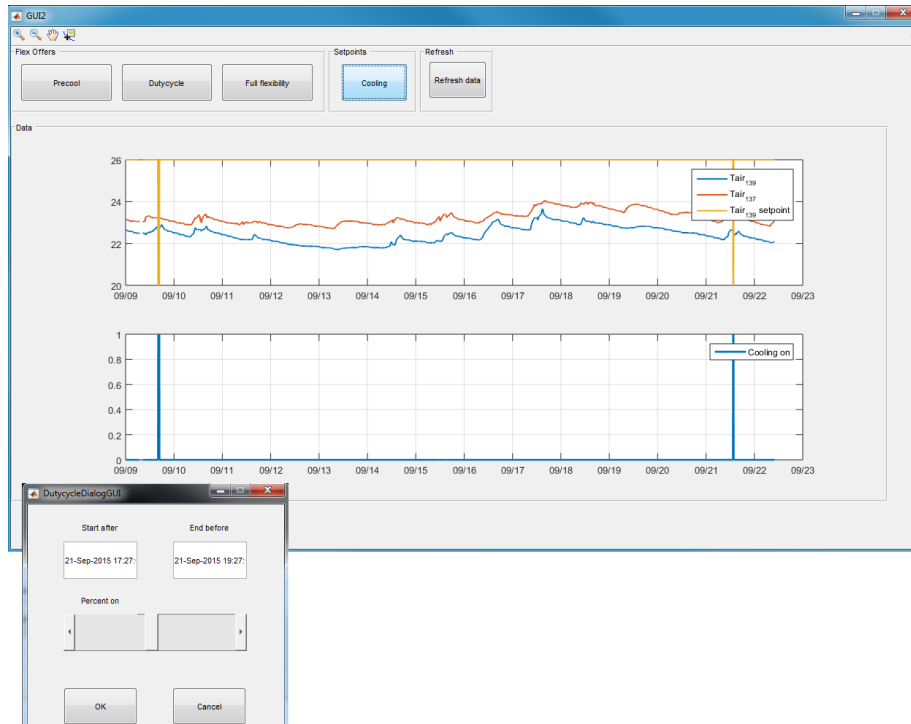 GUI2
Flex Offers
Setpoints
Refresh
Precool
Dutycycle
Full flexibility
Cooling
Refresh data
Data
26
24
22
20
Tair139
Tair137
Tair139 setpoint
09/09 09/10 09/11 09/12 09/13 09/14 09/15 09/16 09/17 09/18 09/19 09/20 09/21 09/22 09/23
1
0.8
0.6
0.4
0.2
0
Cooling on
09/09 09/10 09/11 09/12 09/13 09/14 09/15 09/16 09/17 09/18 09/19 09/20 09/21 09/22 09/23
DutycycleDialogGUI
Start after
End before
21-Sep-2015 17:27:
21-Sep-2015 19:27:
Percent on
OK
Cancel